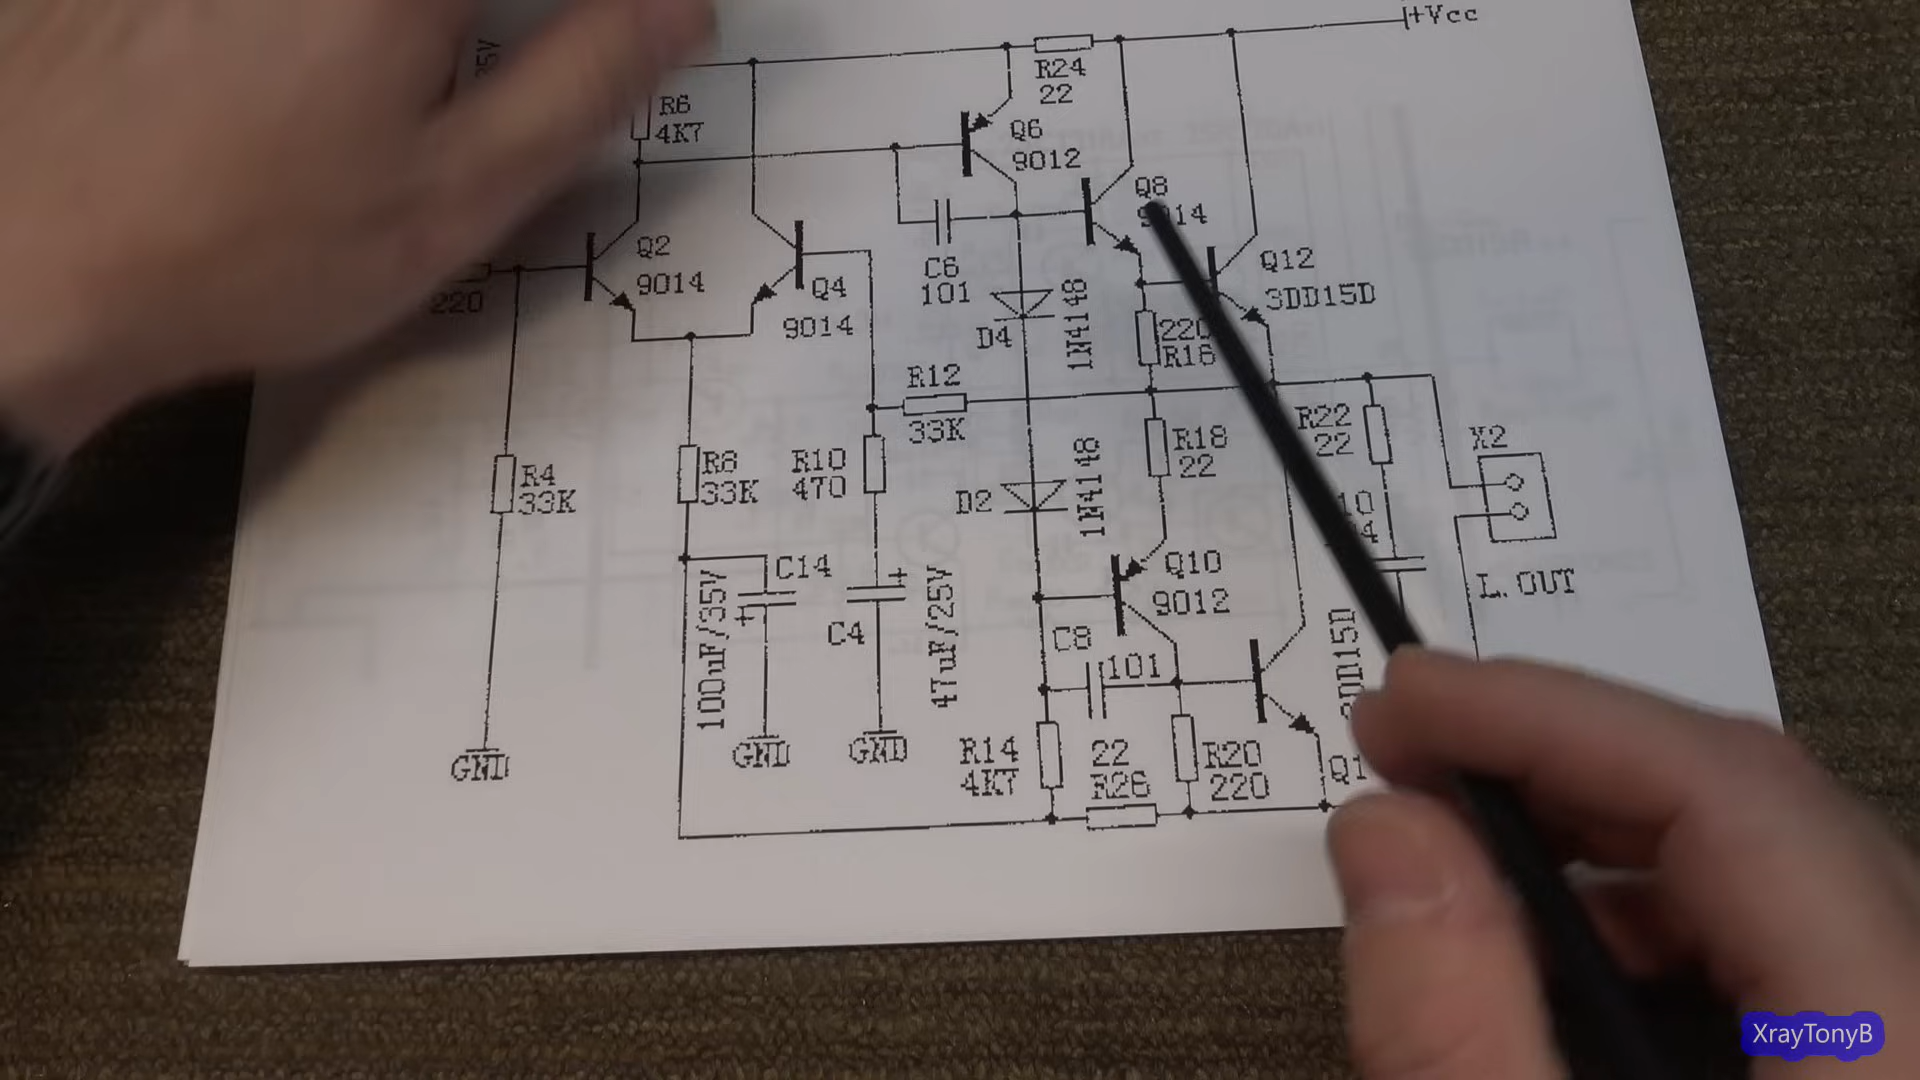 +Vcc
R6
4K7
R24
22
Q6
9012
Q8
Q2
9014
Q4
9014
C6
101
D4
1N4148
Q12
3DD15D
220
R16
220
R12
33K
R22
22
X2
R4
33K
R8
33K
R10
470
R18
22
D2
1N4148
C14
100uF/35V
C4
47uF/25V
Q10
9012
L.OUT
C8
101
GND
GND
GND
R14
4K7
22
R26
R20
220
XrayTonyB